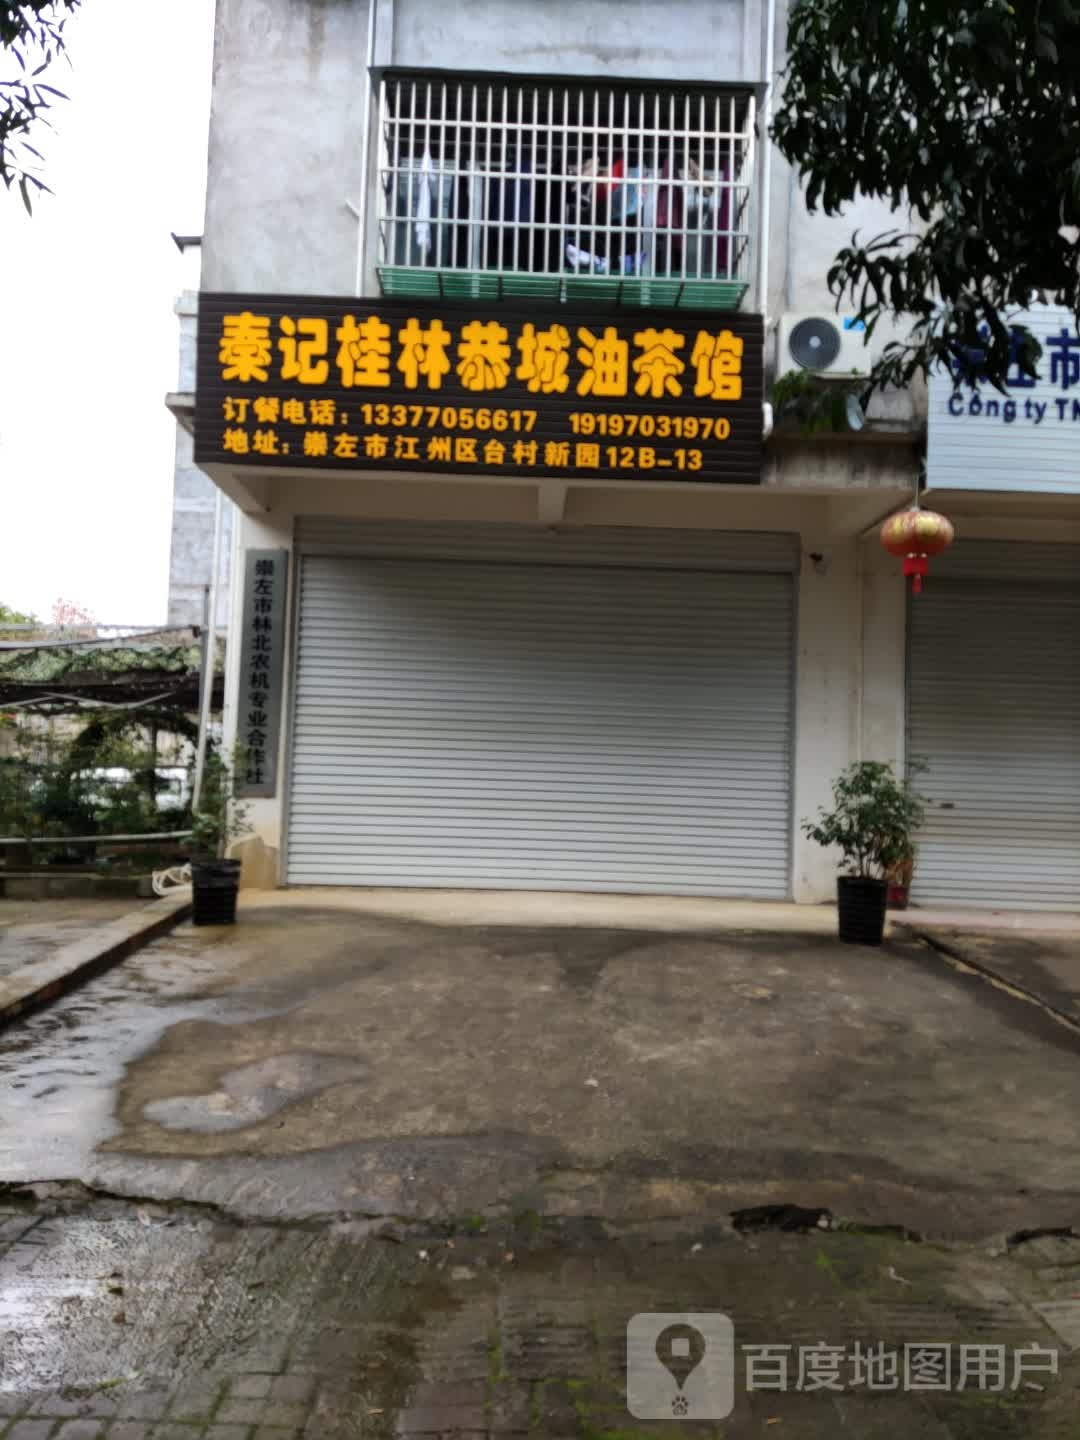 秦记桂林恭城油茶馆
订餐电话：13377056617 19197031970
地址：崇左市江州区台村新园12B-13
崇左市林北农机专业合作社
左市
Công ty TN
百度地图用户